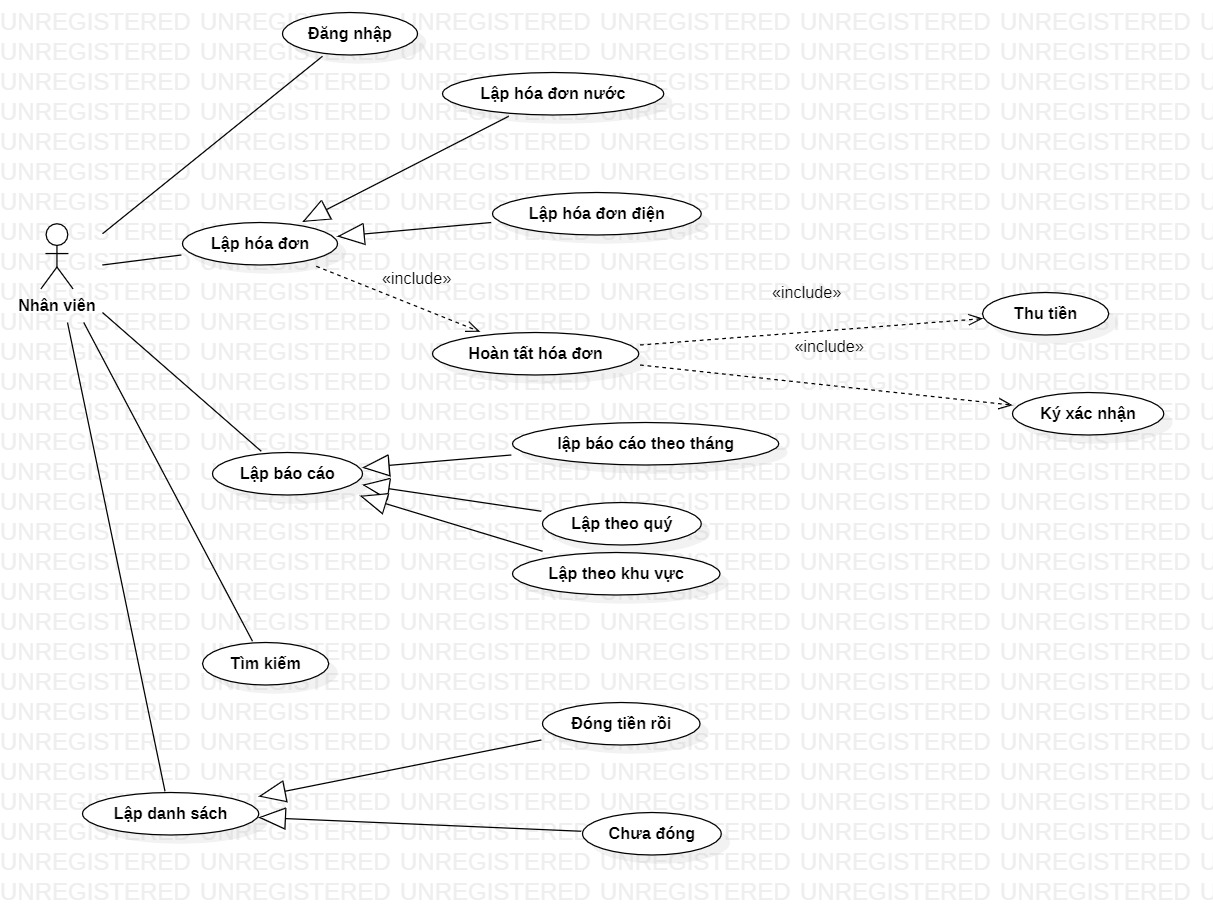 Đăng nhập
Lập hóa đơn nước
Lập hóa đơn điện
Lập hóa đơn
«include»
«include»
Nhân viên
Thu tiền
Hoàn tất hóa đơn
«include»
Ký xác nhận
lập báo cáo theo tháng
Lập báo cáo
Lập theo quý
Lập theo khu vực
Tìm kiếm
Đóng tiền rồi
Lập danh sách
Chưa đóng
UNREGISTERED